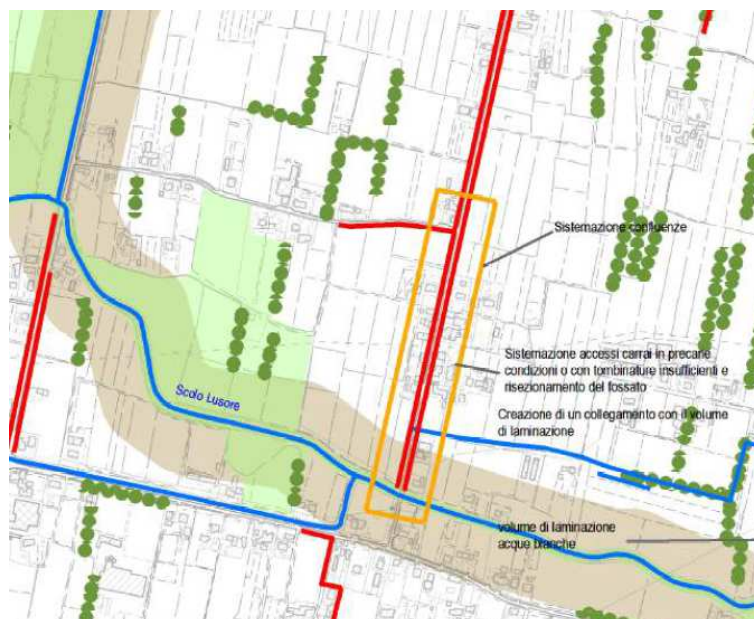 Sistemazione confluenze
Sistemazione accessi carrai in precarie
condizioni o con tombinature insufficienti e
risezionamento del fossato
Scolo Lusore
Creazione di un collegamento con il volume
di laminazione
volume di laminazione
acque bianche